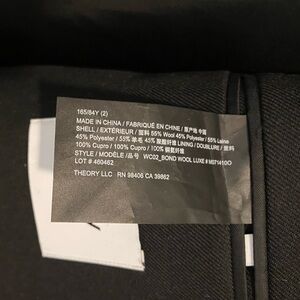 165/84Y (2)
MADE IN CHINA / FABRIQUÉ EN CHINE / 原产地 中国
SHELL / EXTÉRIEUR / 面料 55% Wool 45% Polyester / 55% Laine
45% Polyester / 55% 羊毛 45% 聚酯纤维 LINING / DOUBLURE / 里料
100% Cupro / 100% Cupro / 100% 铜氨纤维
STYLE / MODÈLE /品号 WC02_BOND WOOL LUXE #
LOT # 460462
THEORY LLC RN 98406 CA 39862